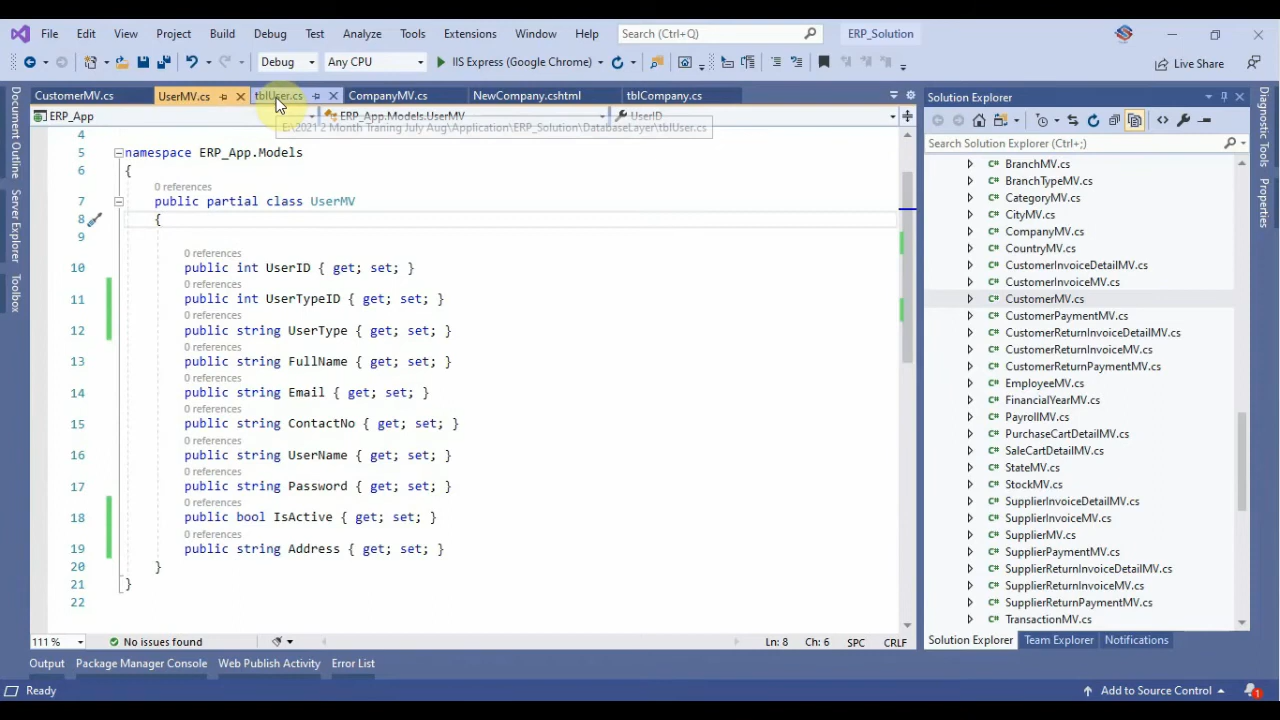 File Edit View Project Build Debug Test Analyze Tools Extensions Window Help Search (Ctrl+Q) ERP_Solution
Debug Any CPU IIS Express (Google Chrome) Live Share
CustomerMV.cs UserMV.cs tblUser.cs CompanyMV.cs NewCompany.cshtml tblCompany.cs
ERP_App ERP_App.Models.UserMV UserID
E:\2021 2 Month Traning July Aug\Application\ERP_Solution\DatabaseLayer\tblUser.cs
Document Outline
Server Explorer
Toolbox
4
5 namespace ERP_App.Models
6 {
0 references
7 public partial class UserMV
8 {
9
0 references
10 public int UserID { get; set; }
0 references
11 public int UserTypeID { get; set; }
0 references
12 public string UserType { get; set; }
0 references
13 public string FullName { get; set; }
0 references
14 public string Email { get; set; }
0 references
15 public string ContactNo { get; set; }
0 references
16 public string UserName { get; set; }
0 references
17 public string Password { get; set; }
0 references
18 public bool IsActive { get; set; }
0 references
19 public string Address { get; set; }
20 }
21 }
22
111 % No issues found Ln: 8 Ch: 6 SPC CRLF
Solution Explorer
Search Solution Explorer (Ctrl+;)
C# BranchMV.cs
C# BranchTypeMV.cs
C# CategoryMV.cs
C# CityMV.cs
C# CompanyMV.cs
C# CountryMV.cs
C# CustomerInvoiceDetailMV.cs
C# CustomerInvoiceMV.cs
C# CustomerMV.cs
C# CustomerPaymentMV.cs
C# CustomerReturnInvoiceDetailMV.cs
C# CustomerReturnInvoiceMV.cs
C# CustomerReturnPaymentMV.cs
C# EmployeeMV.cs
C# FinancialYearMV.cs
C# PayrollMV.cs
C# PurchaseCartDetailMV.cs
C# SaleCartDetailMV.cs
C# StateMV.cs
C# StockMV.cs
C# SupplierInvoiceDetailMV.cs
C# SupplierInvoiceMV.cs
C# SupplierMV.cs
C# SupplierPaymentMV.cs
C# SupplierReturnInvoiceDetailMV.cs
C# SupplierReturnInvoiceMV.cs
C# SupplierReturnPaymentMV.cs
C# TransactionMV.cs
Solution Explorer Team Explorer Notifications
Diagnostic Tools
Properties
Output Package Manager Console Web Publish Activity Error List
Ready Add to Source Control 1